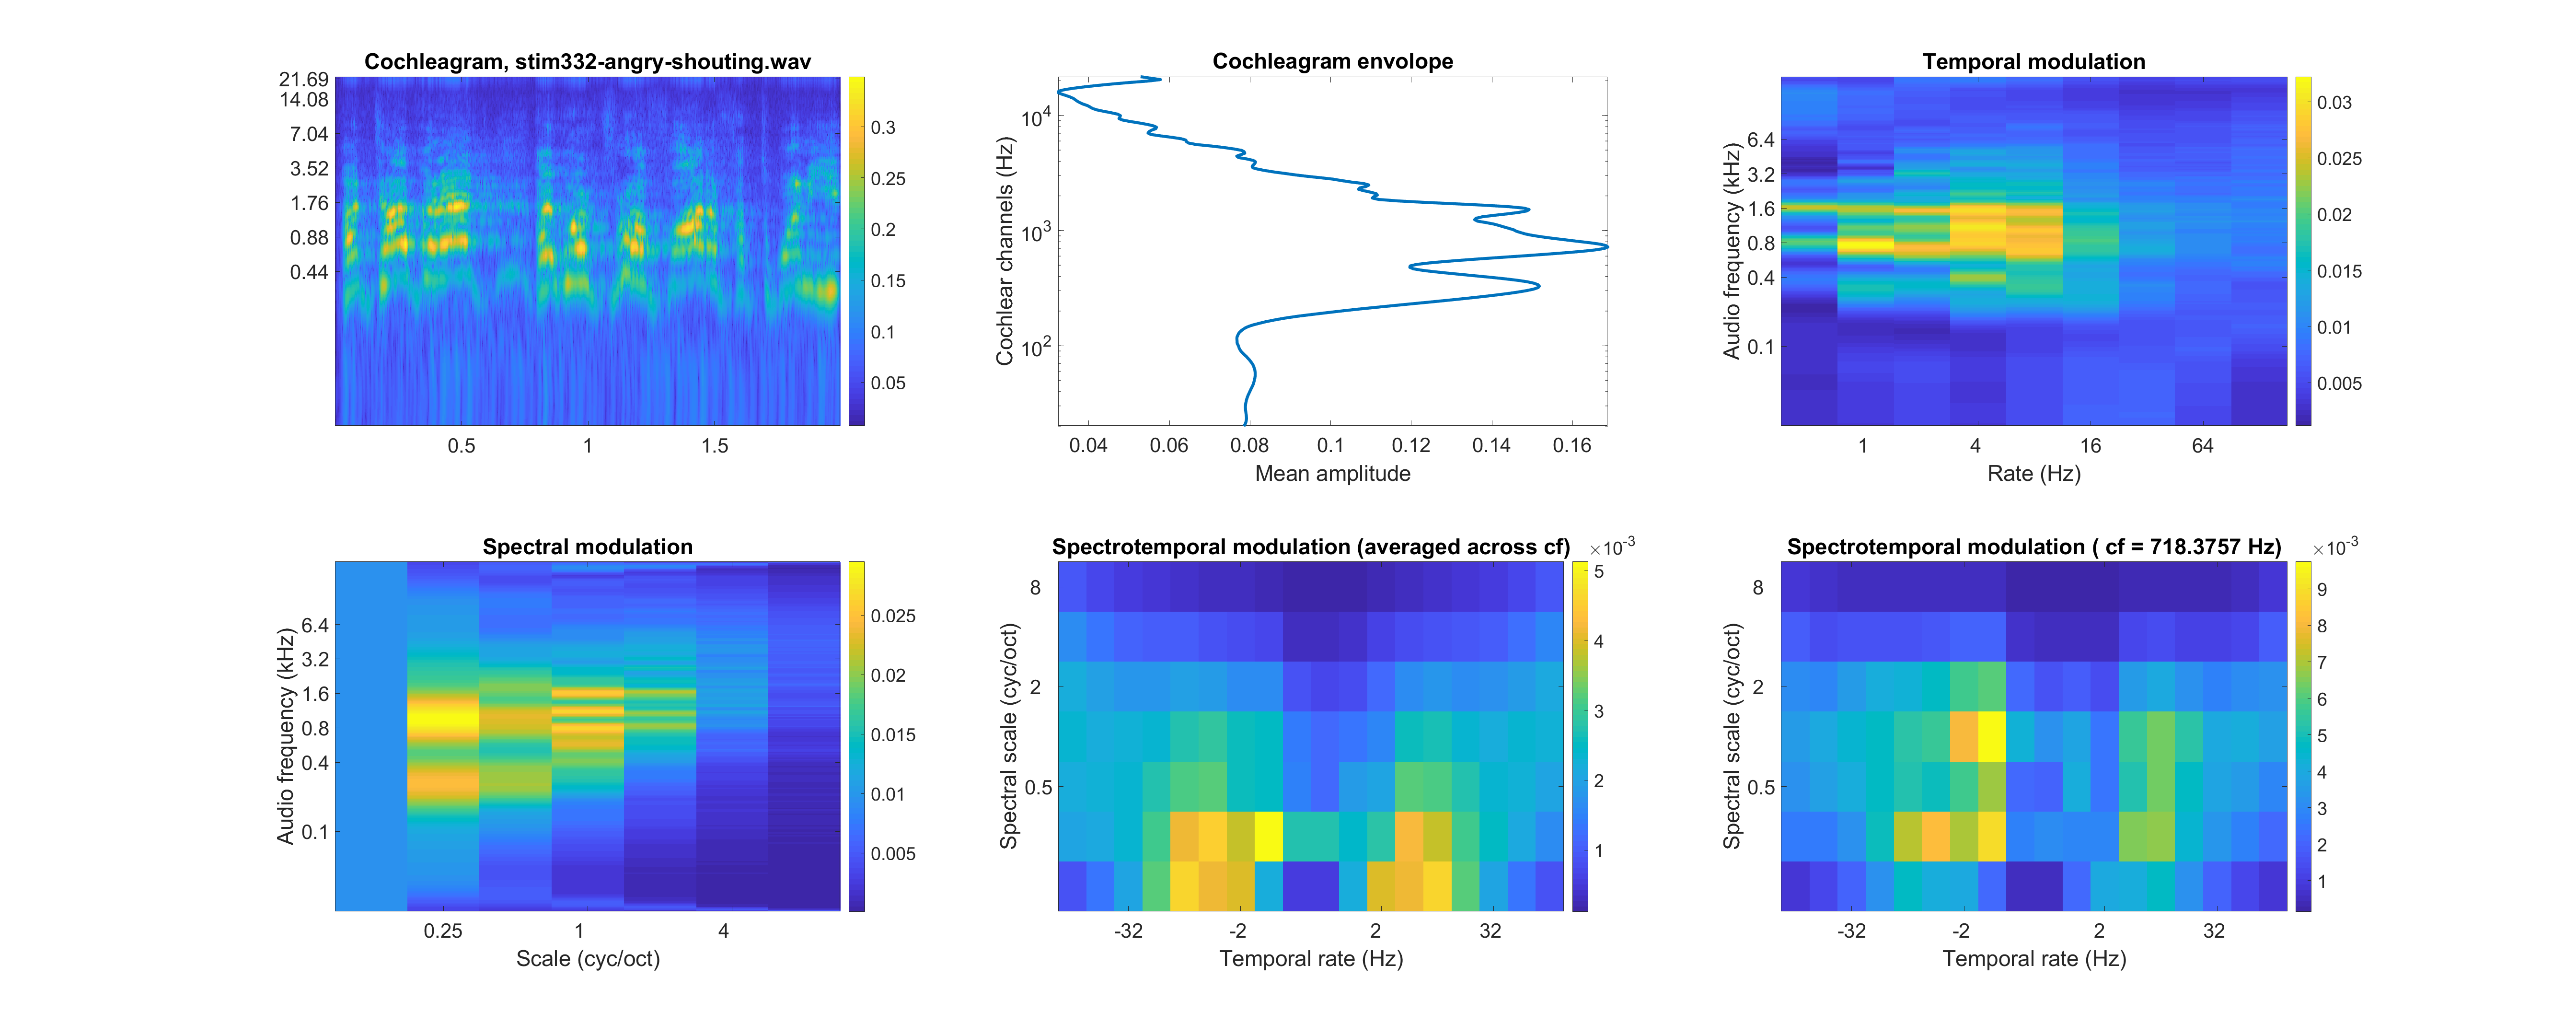 Cochleagram, stim332-angry-shouting.wav
21.69
14.08
7.04
3.52
1.76
0.88
0.44
0.5 1 1.5
0.3
0.25
0.2
0.15
0.1
0.05
Cochleagram envolope
Cochlear channels (Hz)
10^4
10^3
10^2
0.04 0.06 0.08 0.1 0.12 0.14 0.16
Mean amplitude
Temporal modulation
Audio frequency (kHz)
6.4
3.2
1.6
0.8
0.4
0.1
1 4 16 64
Rate (Hz)
0.03
0.025
0.02
0.015
0.01
0.005
Spectral modulation
Audio frequency (kHz)
6.4
3.2
1.6
0.8
0.4
0.1
0.25 1 4
Scale (cyc/oct)
0.025
0.02
0.015
0.01
0.005
Spectrotemporal modulation (averaged across cf)
×10^-3
Spectral scale (cyc/oct)
8
2
0.5
-32 -2 2 32
Temporal rate (Hz)
5
4
3
2
1
Spectrotemporal modulation ( cf = 718.3757 Hz)
×10^-3
Spectral scale (cyc/oct)
8
2
0.5
-32 -2 2 32
Temporal rate (Hz)
9
8
7
6
5
4
3
2
1